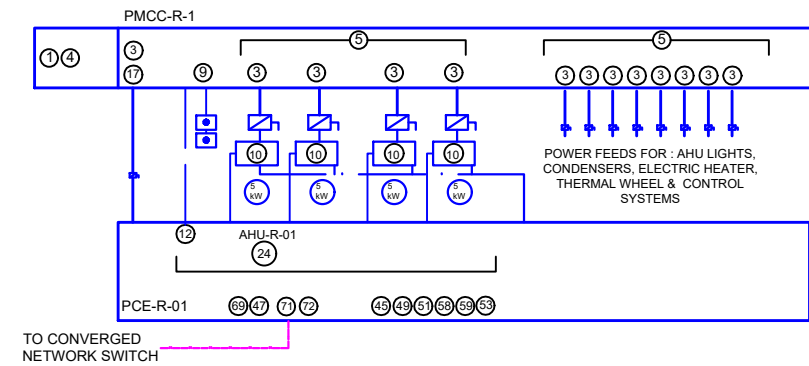 PMCC-R-1
5 5
1 4 3
17 9 3 3 3 3 3 3 3 3 3 3 3 3
10 10 10 10
POWER FEEDS FOR : AHU LIGHTS,
CONDENSERS, ELECTRIC HEATER,
THERMAL WHEEL & CONTROL
SYSTEMS
5 5 5 5
kW kW kW kW
12 AHU-R-01
24
PCE-R-01 69 47 71 72 45 49 51 58 59 53
TO CONVERGED
NETWORK SWITCH